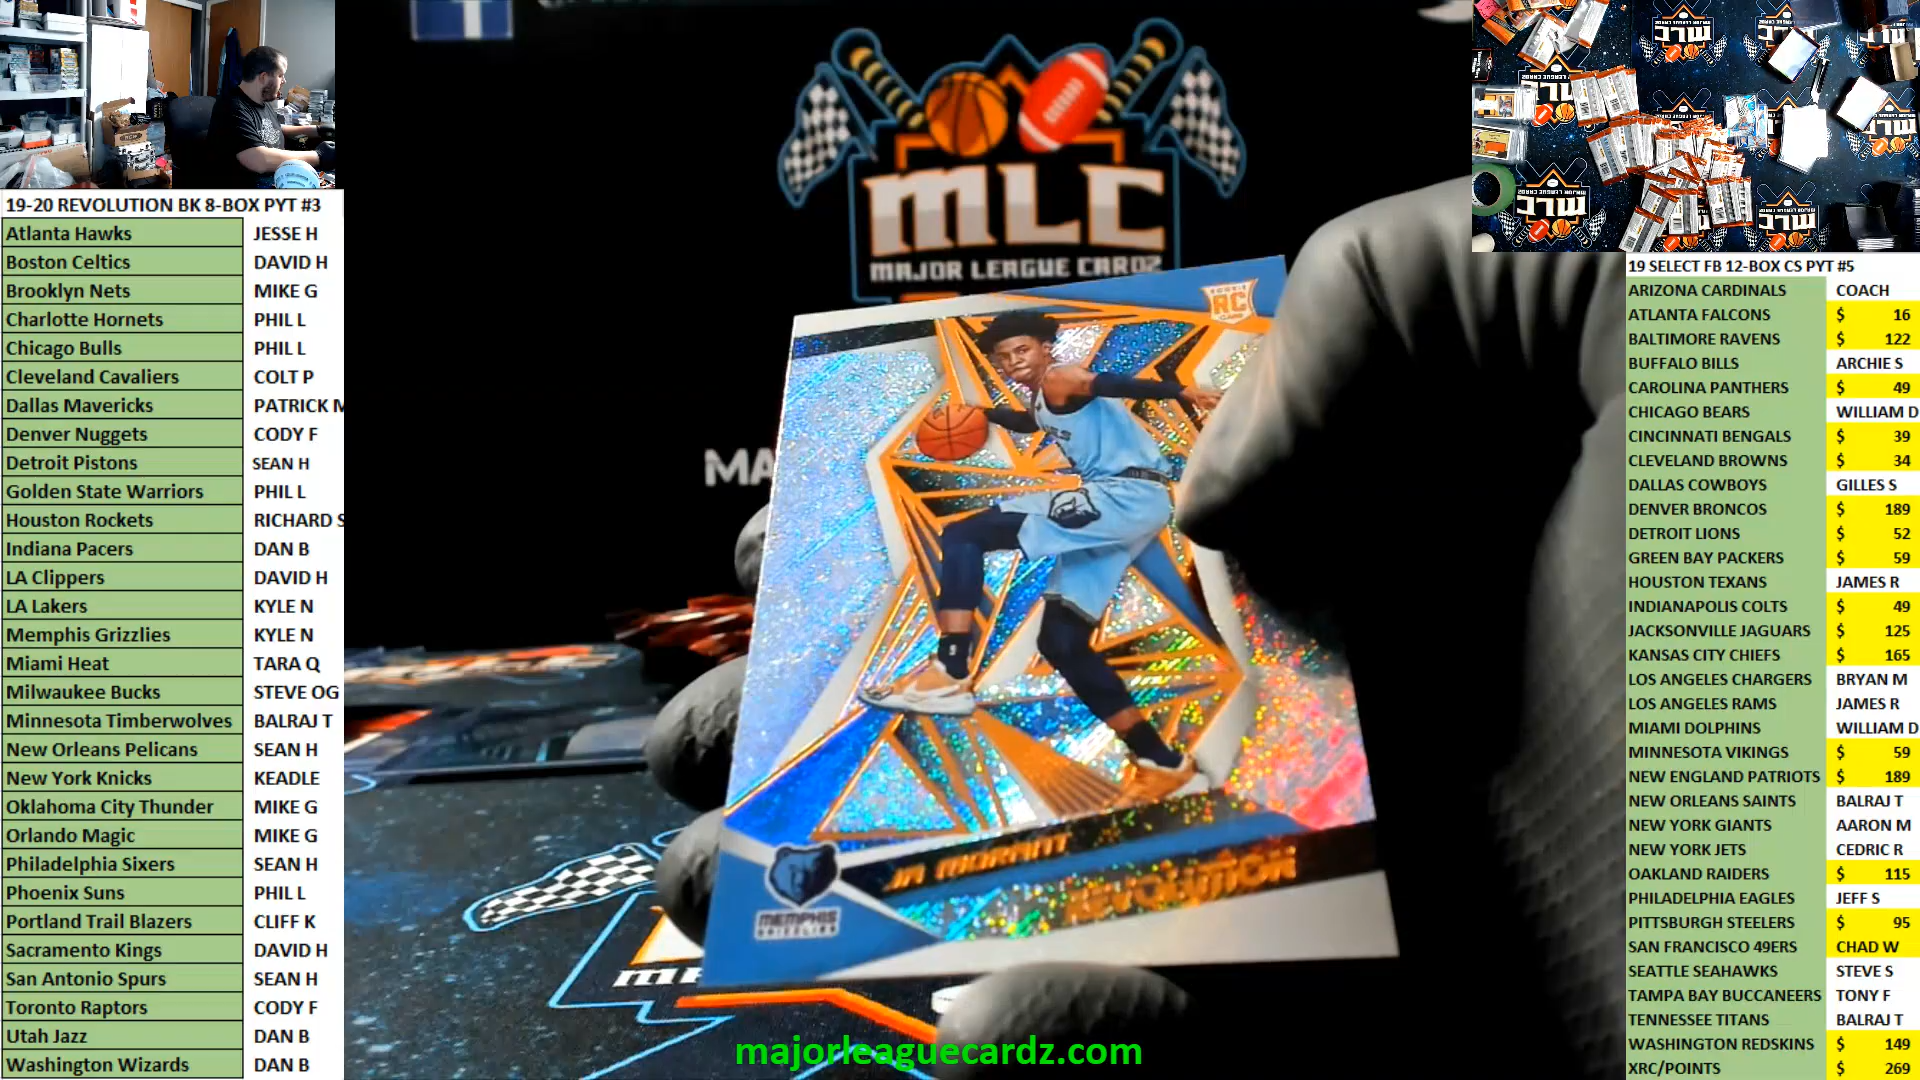 19-20 REVOLUTION BK 8-BOX PYT #3
Atlanta Hawks JESSE H
Boston Celtics DAVID H
Brooklyn Nets MIKE G
Charlotte Hornets PHIL L
Chicago Bulls PHIL L
Cleveland Cavaliers COLT P
Dallas Mavericks PATRICK M
Denver Nuggets CODY F
Detroit Pistons SEAN H
Golden State Warriors PHIL L
Houston Rockets RICHARD S
Indiana Pacers DAN B
LA Clippers DAVID H
LA Lakers KYLE N
Memphis Grizzlies KYLE N
Miami Heat TARA Q
Milwaukee Bucks STEVE OG
Minnesota Timberwolves BALRAJ T
New Orleans Pelicans SEAN H
New York Knicks KEADLE
Oklahoma City Thunder MIKE G
Orlando Magic MIKE G
Philadelphia Sixers SEAN H
Phoenix Suns PHIL L
Portland Trail Blazers CLIFF K
Sacramento Kings DAVID H
San Antonio Spurs SEAN H
Toronto Raptors CODY F
Utah Jazz DAN B
Washington Wizards DAN B
MLC
MAJOR LEAGUE CARDZ
MA
RC
JA MORANT
REVOLUTION
MEMPHIS
GRIZZLIES
majorleaguecardz.com
19 SELECT FB 12-BOX CS PYT #5
ARIZONA CARDINALS COACH
ATLANTA FALCONS $ 16
BALTIMORE RAVENS $ 122
BUFFALO BILLS ARCHIE S
CAROLINA PANTHERS $ 49
CHICAGO BEARS WILLIAM D
CINCINNATI BENGALS $ 39
CLEVELAND BROWNS $ 34
DALLAS COWBOYS GILLES S
DENVER BRONCOS $ 189
DETROIT LIONS $ 52
GREEN BAY PACKERS $ 59
HOUSTON TEXANS JAMES R
INDIANAPOLIS COLTS $ 49
JACKSONVILLE JAGUARS $ 125
KANSAS CITY CHIEFS $ 165
LOS ANGELES CHARGERS BRYAN M
LOS ANGELES RAMS JAMES R
MIAMI DOLPHINS WILLIAM D
MINNESOTA VIKINGS $ 59
NEW ENGLAND PATRIOTS $ 189
NEW ORLEANS SAINTS BALRAJ T
NEW YORK GIANTS AARON M
NEW YORK JETS CEDRIC R
OAKLAND RAIDERS $ 115
PHILADELPHIA EAGLES JEFF S
PITTSBURGH STEELERS $ 95
SAN FRANCISCO 49ERS CHAD W
SEATTLE SEAHAWKS STEVE S
TAMPA BAY BUCCANEERS TONY F
TENNESSEE TITANS BALRAJ T
WASHINGTON REDSKINS $ 149
XRC/POINTS $ 269